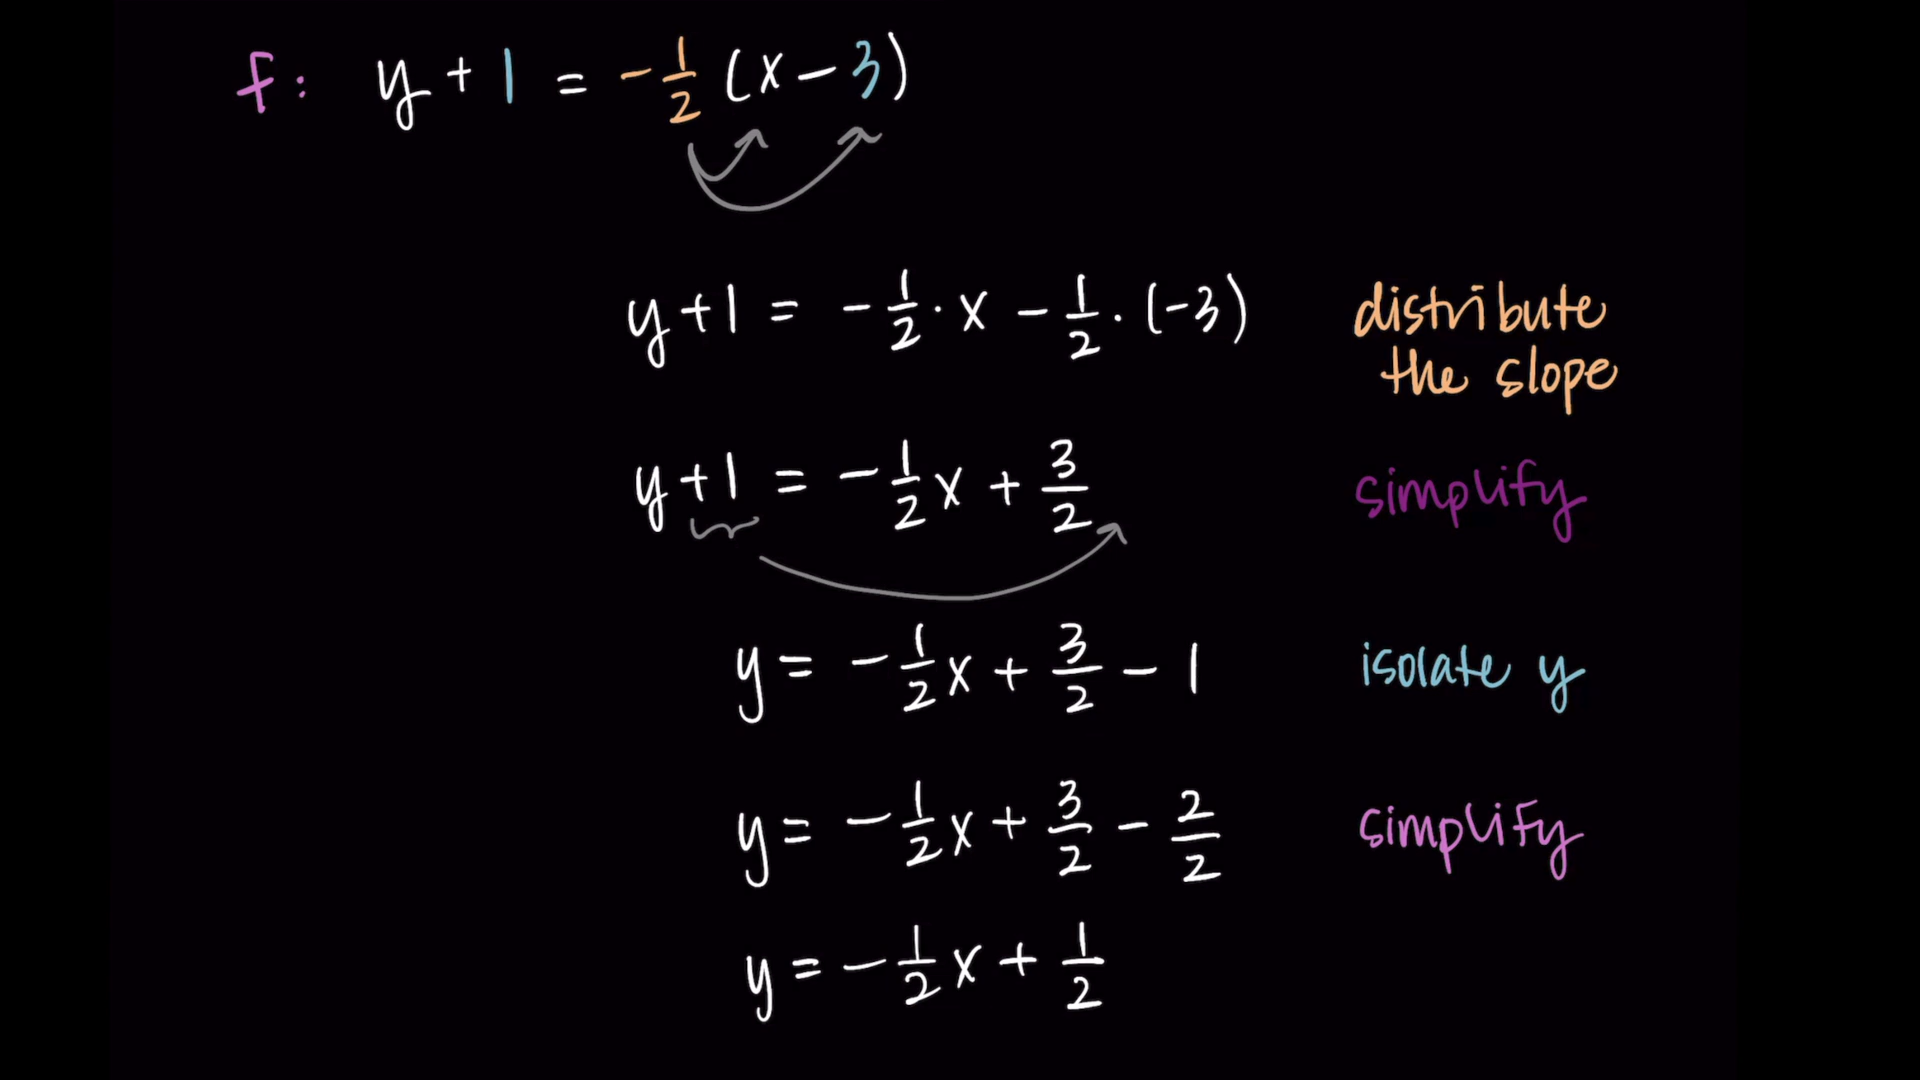 f: y + 1 = -1/2 (x - 3)
y + 1 = -1/2 · x - 1/2 · (-3) distribute
the slope
y + 1 = -1/2 x + 3/2 simplify
y = -1/2 x + 3/2 - 1 isolate y
y = -1/2 x + 3/2 - 2/2 simplify
y = -1/2 x + 1/2